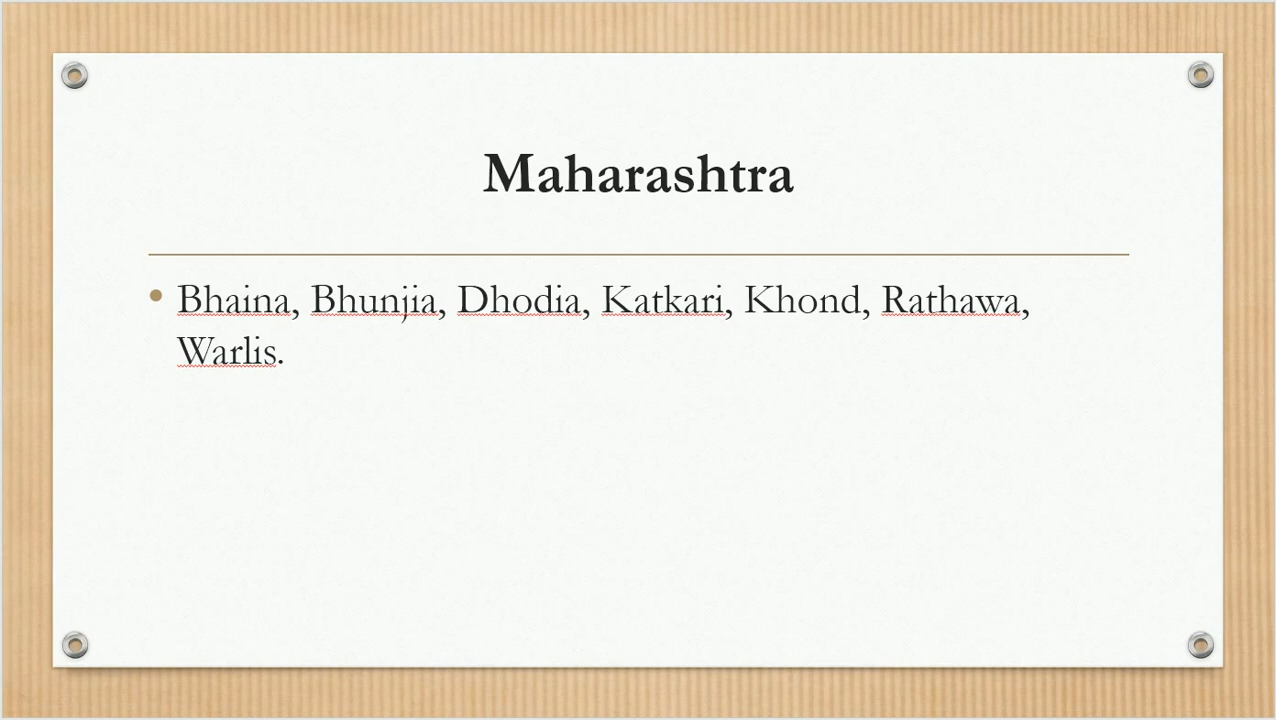 Maharashtra
• Bhaina, Bhunjia, Dhodia, Katkari, Khond, Rathawa,
Warlis.